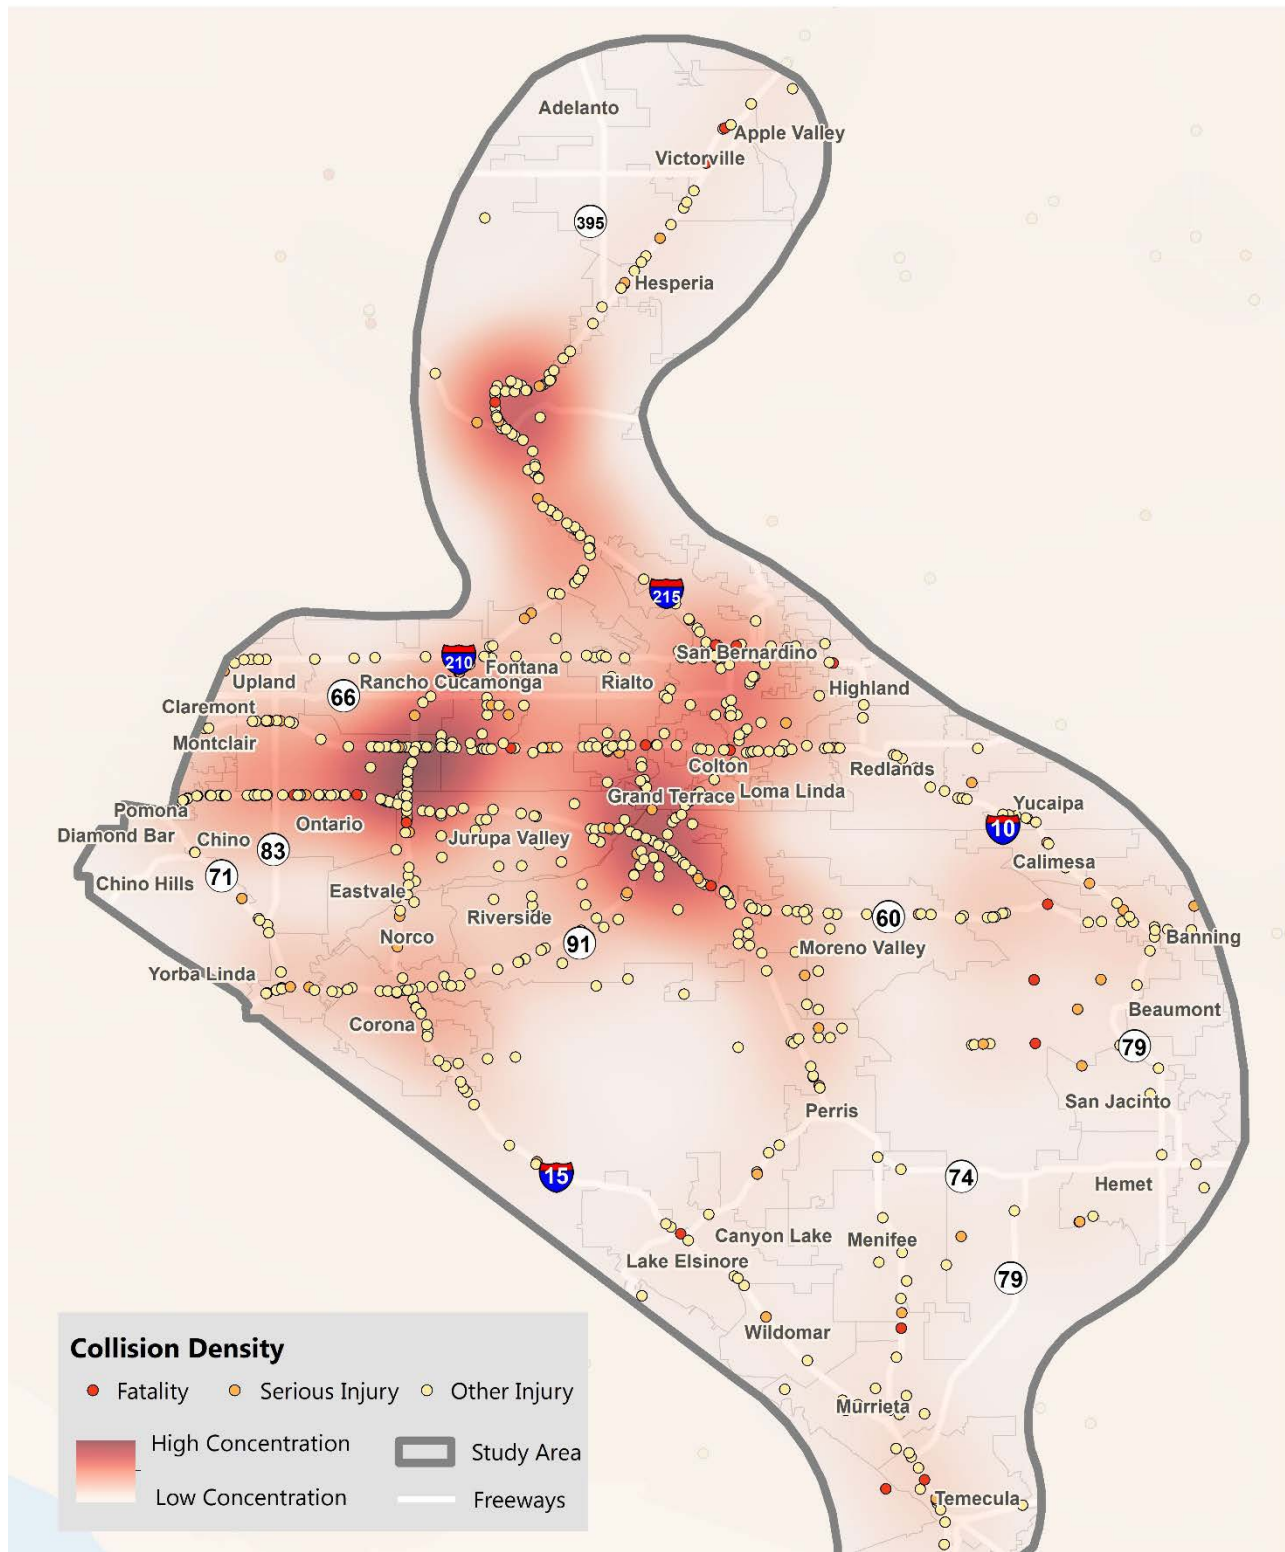 Adelanto
Apple Valley
Victorville
395
Hesperia
215
San Bernardino
210
Fontana
Upland
66
Rancho Cucamonga
Rialto
Highland
Claremont
Montclair
Colton
Redlands
Grand Terrace
Loma Linda
Pomona
Yucaipa
Ontario
10
Diamond Bar
Chino
83
Jurupa Valley
Calimesa
Chino Hills
71
Eastvale
Riverside
60
Norco
91
Moreno Valley
Banning
Yorba Linda
Corona
Beaumont
79
Perris
San Jacinto
15
74
Hemet
Canyon Lake
Menifee
Lake Elsinore
79
Wildomar
Murrieta
Temecula
Collision Density
Fatality
Serious Injury
Other Injury
High Concentration
Study Area
Low Concentration
Freeways